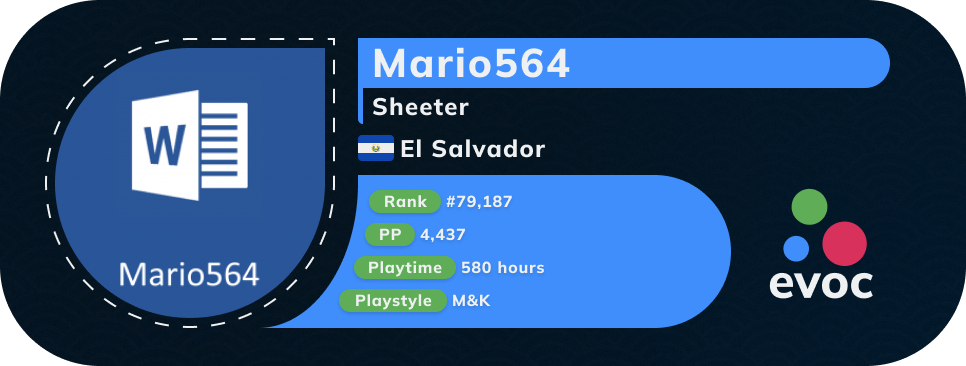 Mario564
Sheeter
El Salvador
Rank #79,187
PP 4,437
Playtime 580 hours
Playstyle M&K
W
Mario564
evoc